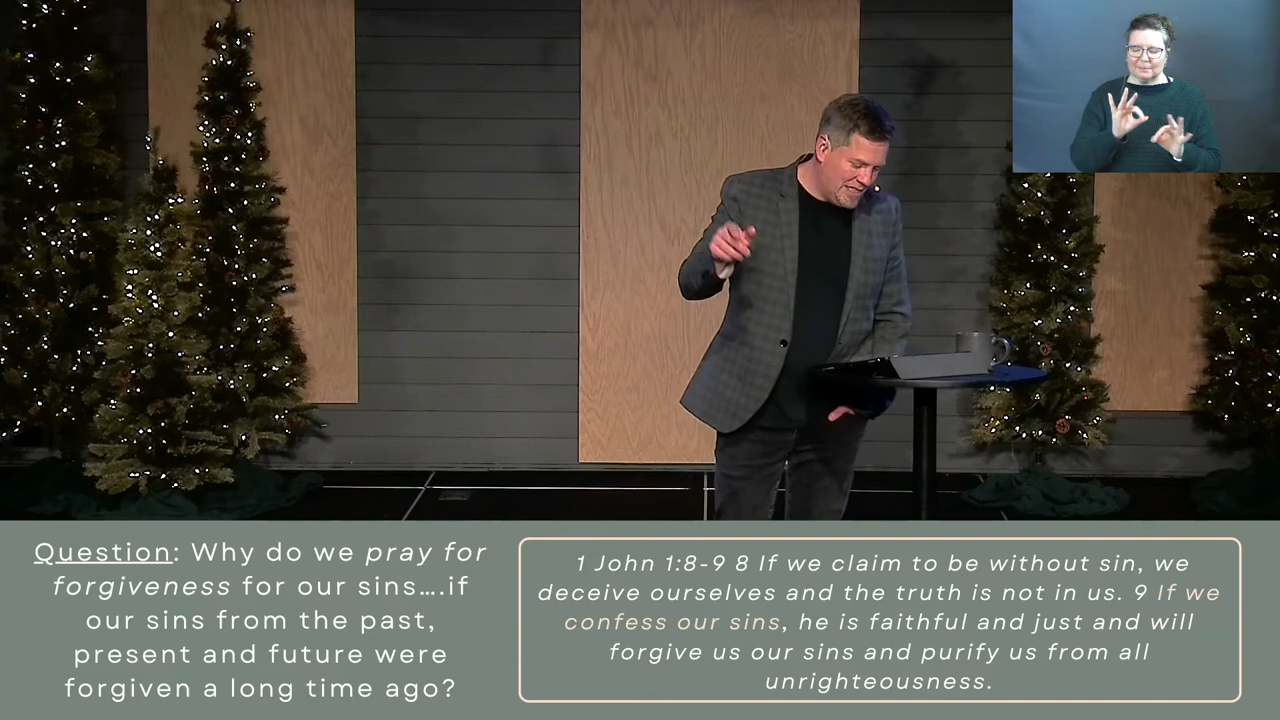 Question: Why do we pray for
forgiveness for our sins....if
our sins from the past,
present and future were
forgiven a long time ago?
1 John 1:8-9 8 If we claim to be without sin, we
deceive ourselves and the truth is not in us. 9 If we
confess our sins, he is faithful and just and will
forgive us our sins and purify us from all
unrighteousness.